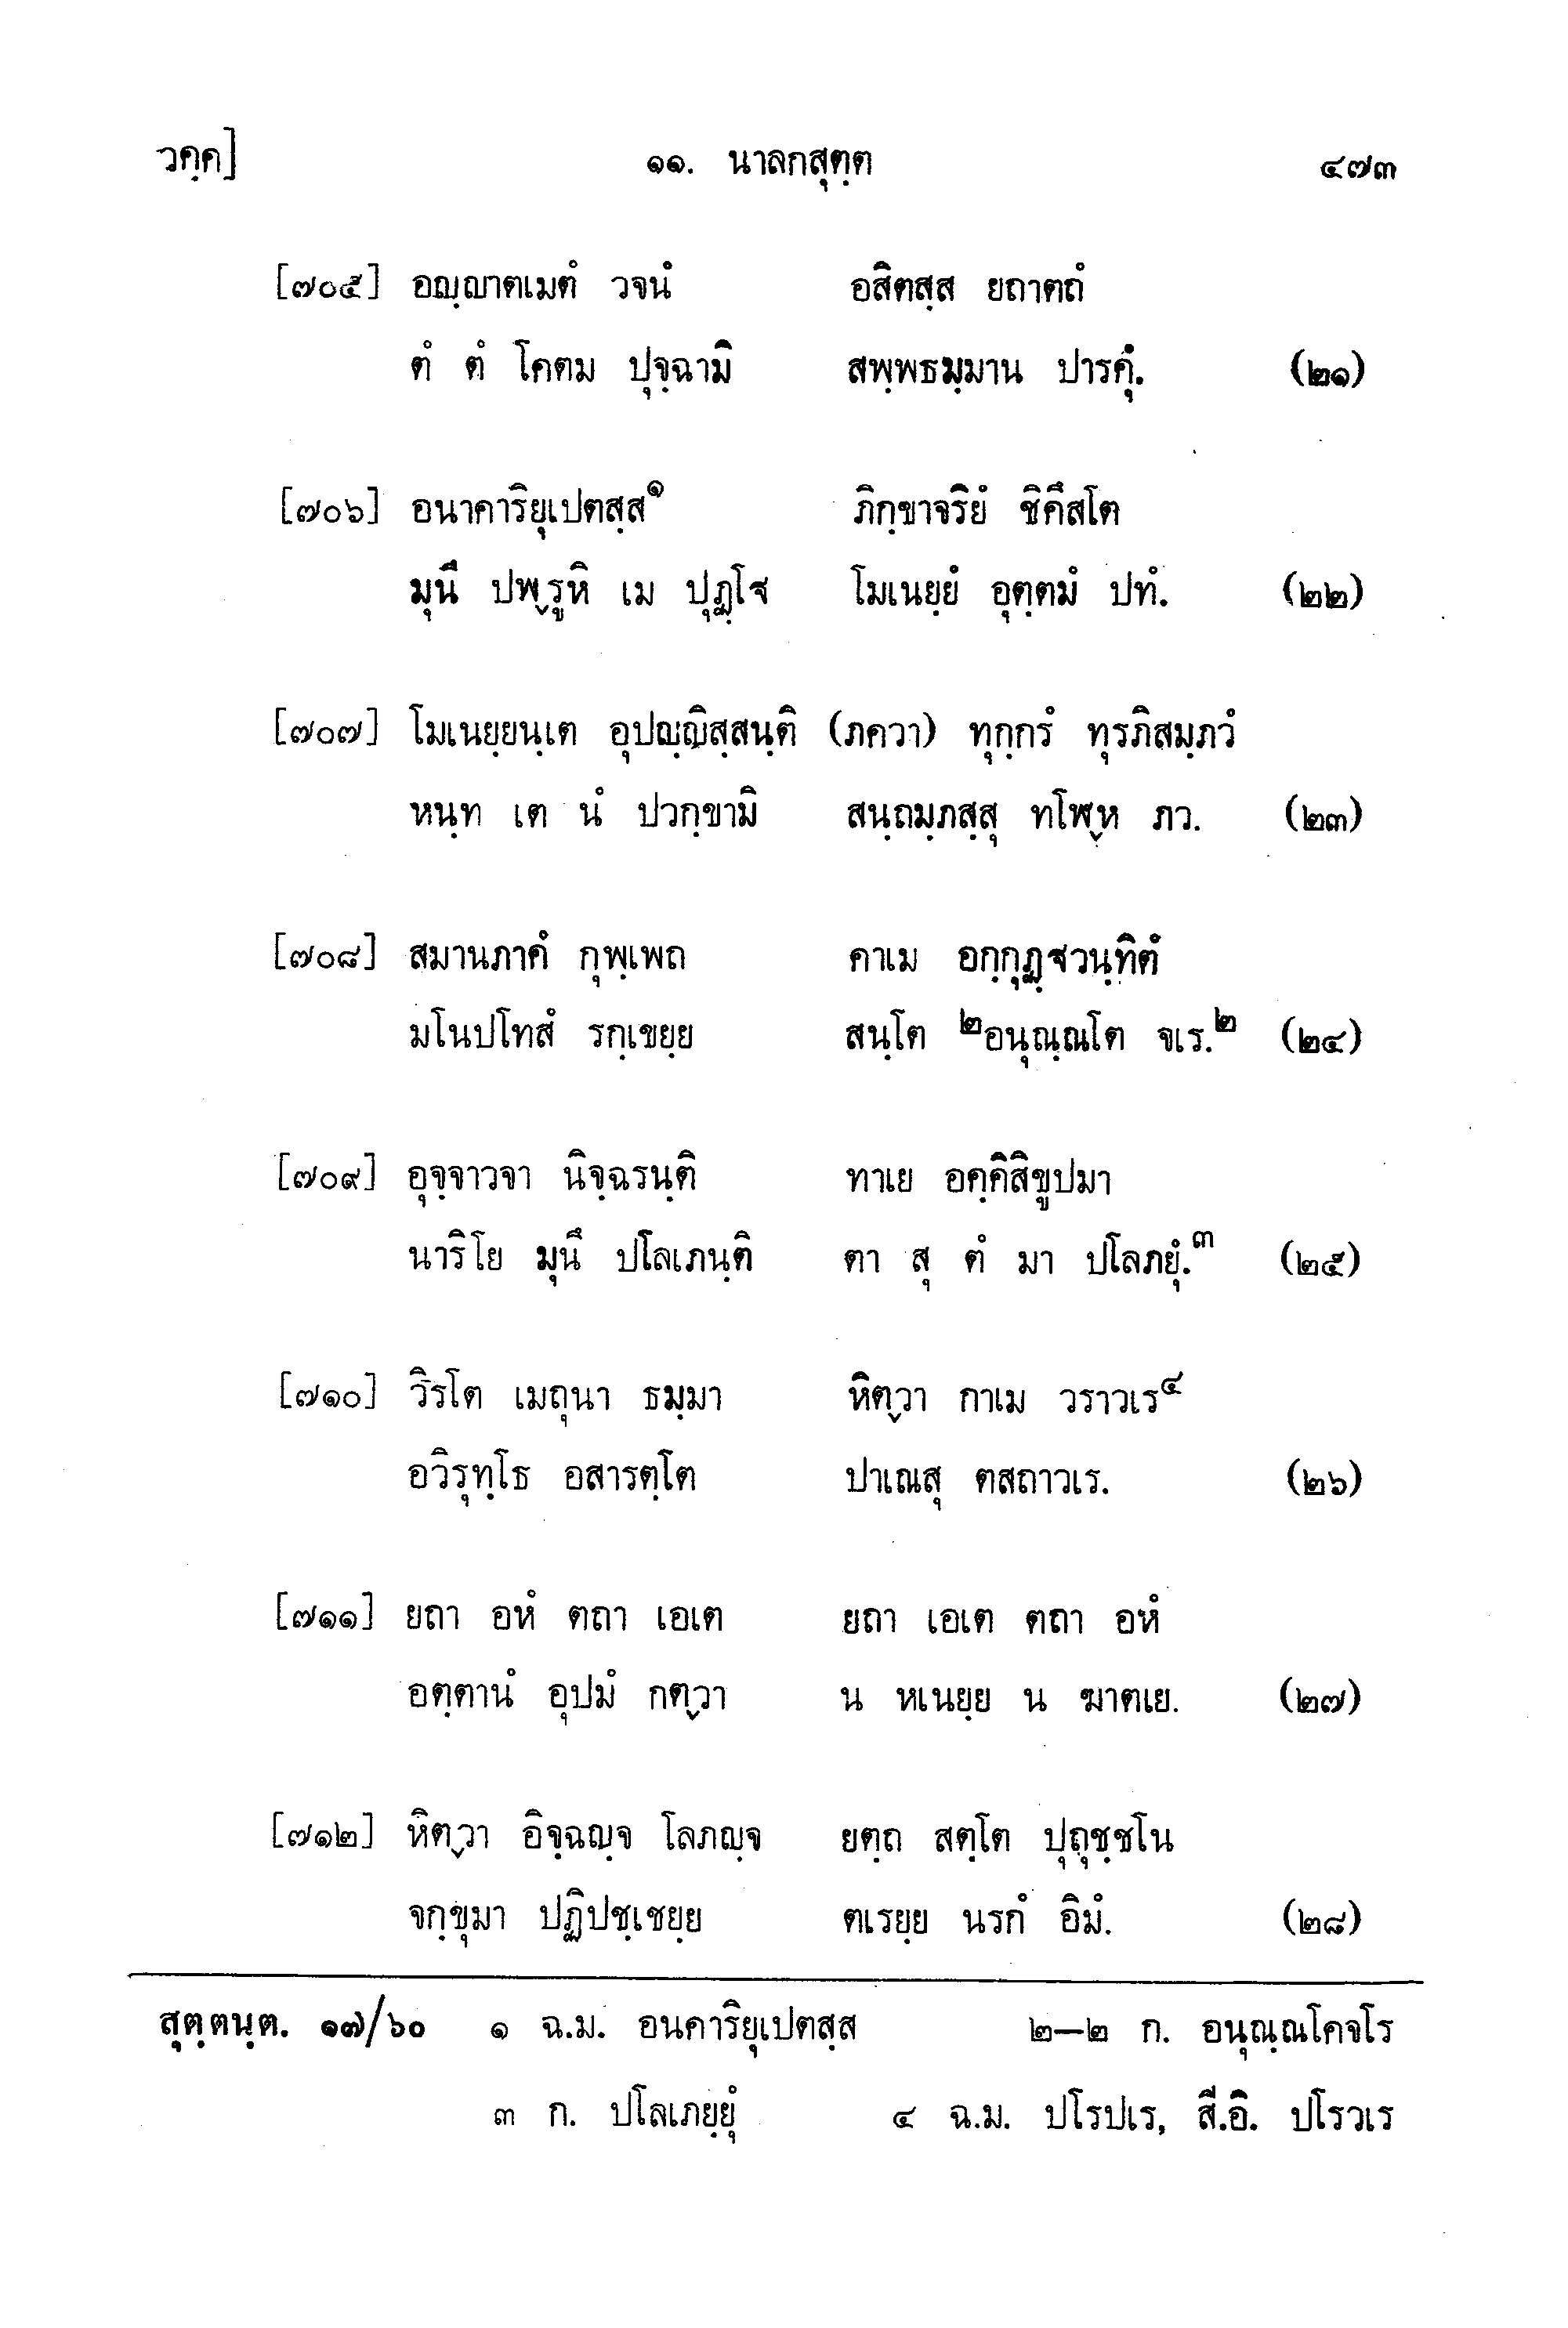 วคฺค] ๑๑. นาลกสุตฺต ๔๗๓
[๗๐๕] อญฺญาตเมตํ วจนํ อสิตสฺส ยถาตถํ
ตํ ตํ โคตม ปุจฺฉามิ สพฺพธมฺมาน ปารคุํ. (๒๑)
[๗๐๖] อนาคาริยุเปตสฺส๑ ภิกฺขาจริยํ ชิคึสโต
มุนึ ปพฺรูหิ เม ปุฏฺโฐ โมเนยฺยํ อุตฺตมํ ปทํ. (๒๒)
[๗๐๗] โมเนยฺยนฺเต อุปญฺญิสฺสนฺติ (ภควา) ทุกฺกรํ ทุรภิสมฺภวํ
หนฺท เต นํ ปวกฺขามิ สนฺถมฺภสฺสุ ทโฬฺห ภว. (๒๓)
[๗๐๘] สมานภาคํ กุพฺเพถ คาเม อกฺกุฏฺฐวนฺทิตํ
มโนปโทสํ รกฺเขยฺย สนฺโต ๒อนุณฺณโต จเร.๒ (๒๔)
[๗๐๙] อุจฺจาวจา นิจฺฉรนฺติ ทาเย อคฺคิสิขูปมา
นาริโย มุนึ ปโลเภนฺติ ตา สุ ตํ มา ปโลภยุํ.๓ (๒๕)
[๗๑๐] วิรโต เมถุนา ธมฺมา หิตฺวา กาเม วราวเร๔
อวิรุทฺโธ อสารตฺโต ปาเณสุ ตสถาวเร. (๒๖)
[๗๑๑] ยถา อหํ ตถา เอเต ยถา เอเต ตถา อหํ
อตฺตานํ อุปมํ กตฺวา น หเนยฺย น ฆาตเย. (๒๗)
[๗๑๒] หิตฺวา อิจฺฉญฺจ โลภญฺจ ยตฺถ สตฺโต ปุถุชฺชโน
จกฺขุมา ปฏิปชฺเชยฺย ตเรยฺย นรกํ อิมํ. (๒๘)
สุตฺตนฺต. ๑๗/๖๐ ๑ ฉ.ม. อนคาริยุเปตสฺส ๒—๒ ก. อนุณฺณโคจโร
๓ ก. ปโลเภยฺยุํ ๔ ฉ.ม. ปโรปเร, สี.อิ. ปโรวเร